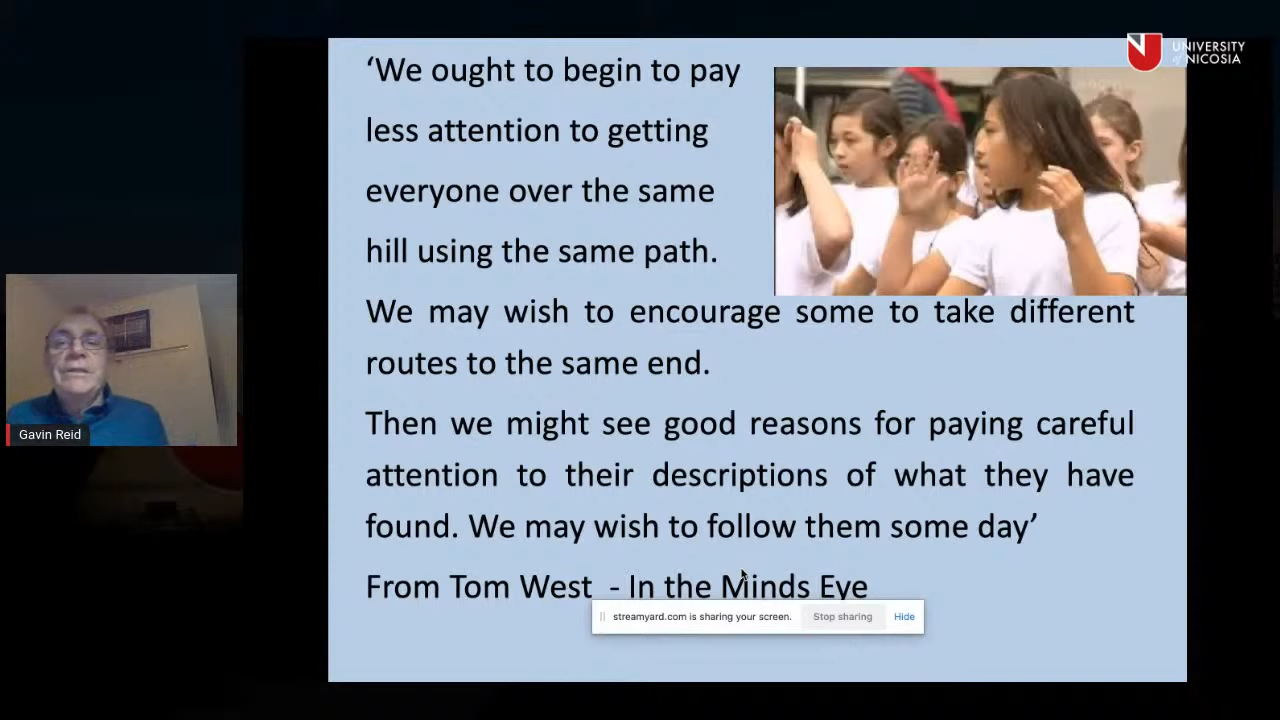 ‘We ought to begin to pay
less attention to getting
everyone over the same
hill using the same path.
We may wish to encourage some to take different
routes to the same end.
Then we might see good reasons for paying careful
attention to their descriptions of what they have
found. We may wish to follow them some day’
From Tom West - In the Minds Eye
streamyard.com is sharing your screen. Stop sharing Hide
Gavin Reid
UNIVERSITY
of NICOSIA